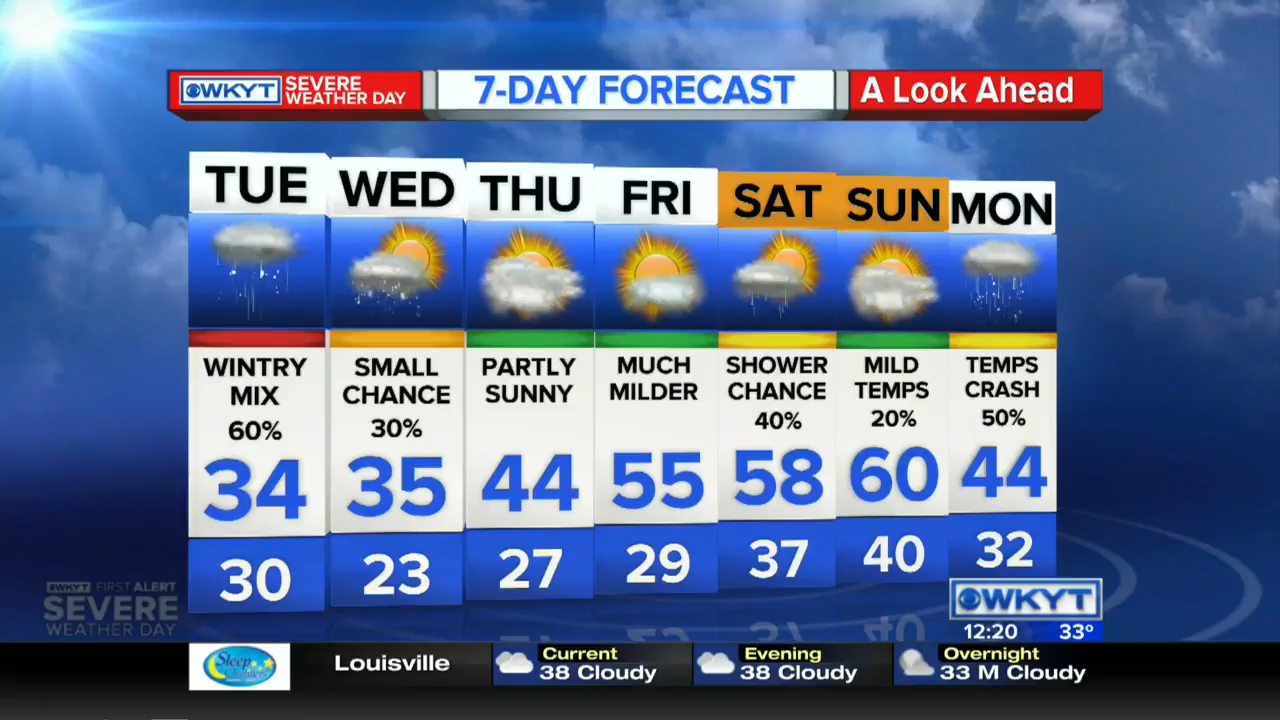 WKYT SEVERE WEATHER DAY
7-DAY FORECAST
A Look Ahead
TUE WED THU FRI SAT SUN MON
WINTRY MIX 60%
SMALL CHANCE 30%
PARTLY SUNNY
MUCH MILDER
SHOWER CHANCE 40%
MILD TEMPS 20%
TEMPS CRASH 50%
34 35 44 55 58 60 44
30 23 27 29 37 40 32
WKYT FIRST ALERT
SEVERE
WEATHER DAY
WKYT
12:20 33°
Sleep
Louisville
Current
38 Cloudy
Evening
38 Cloudy
Overnight
33 M Cloudy